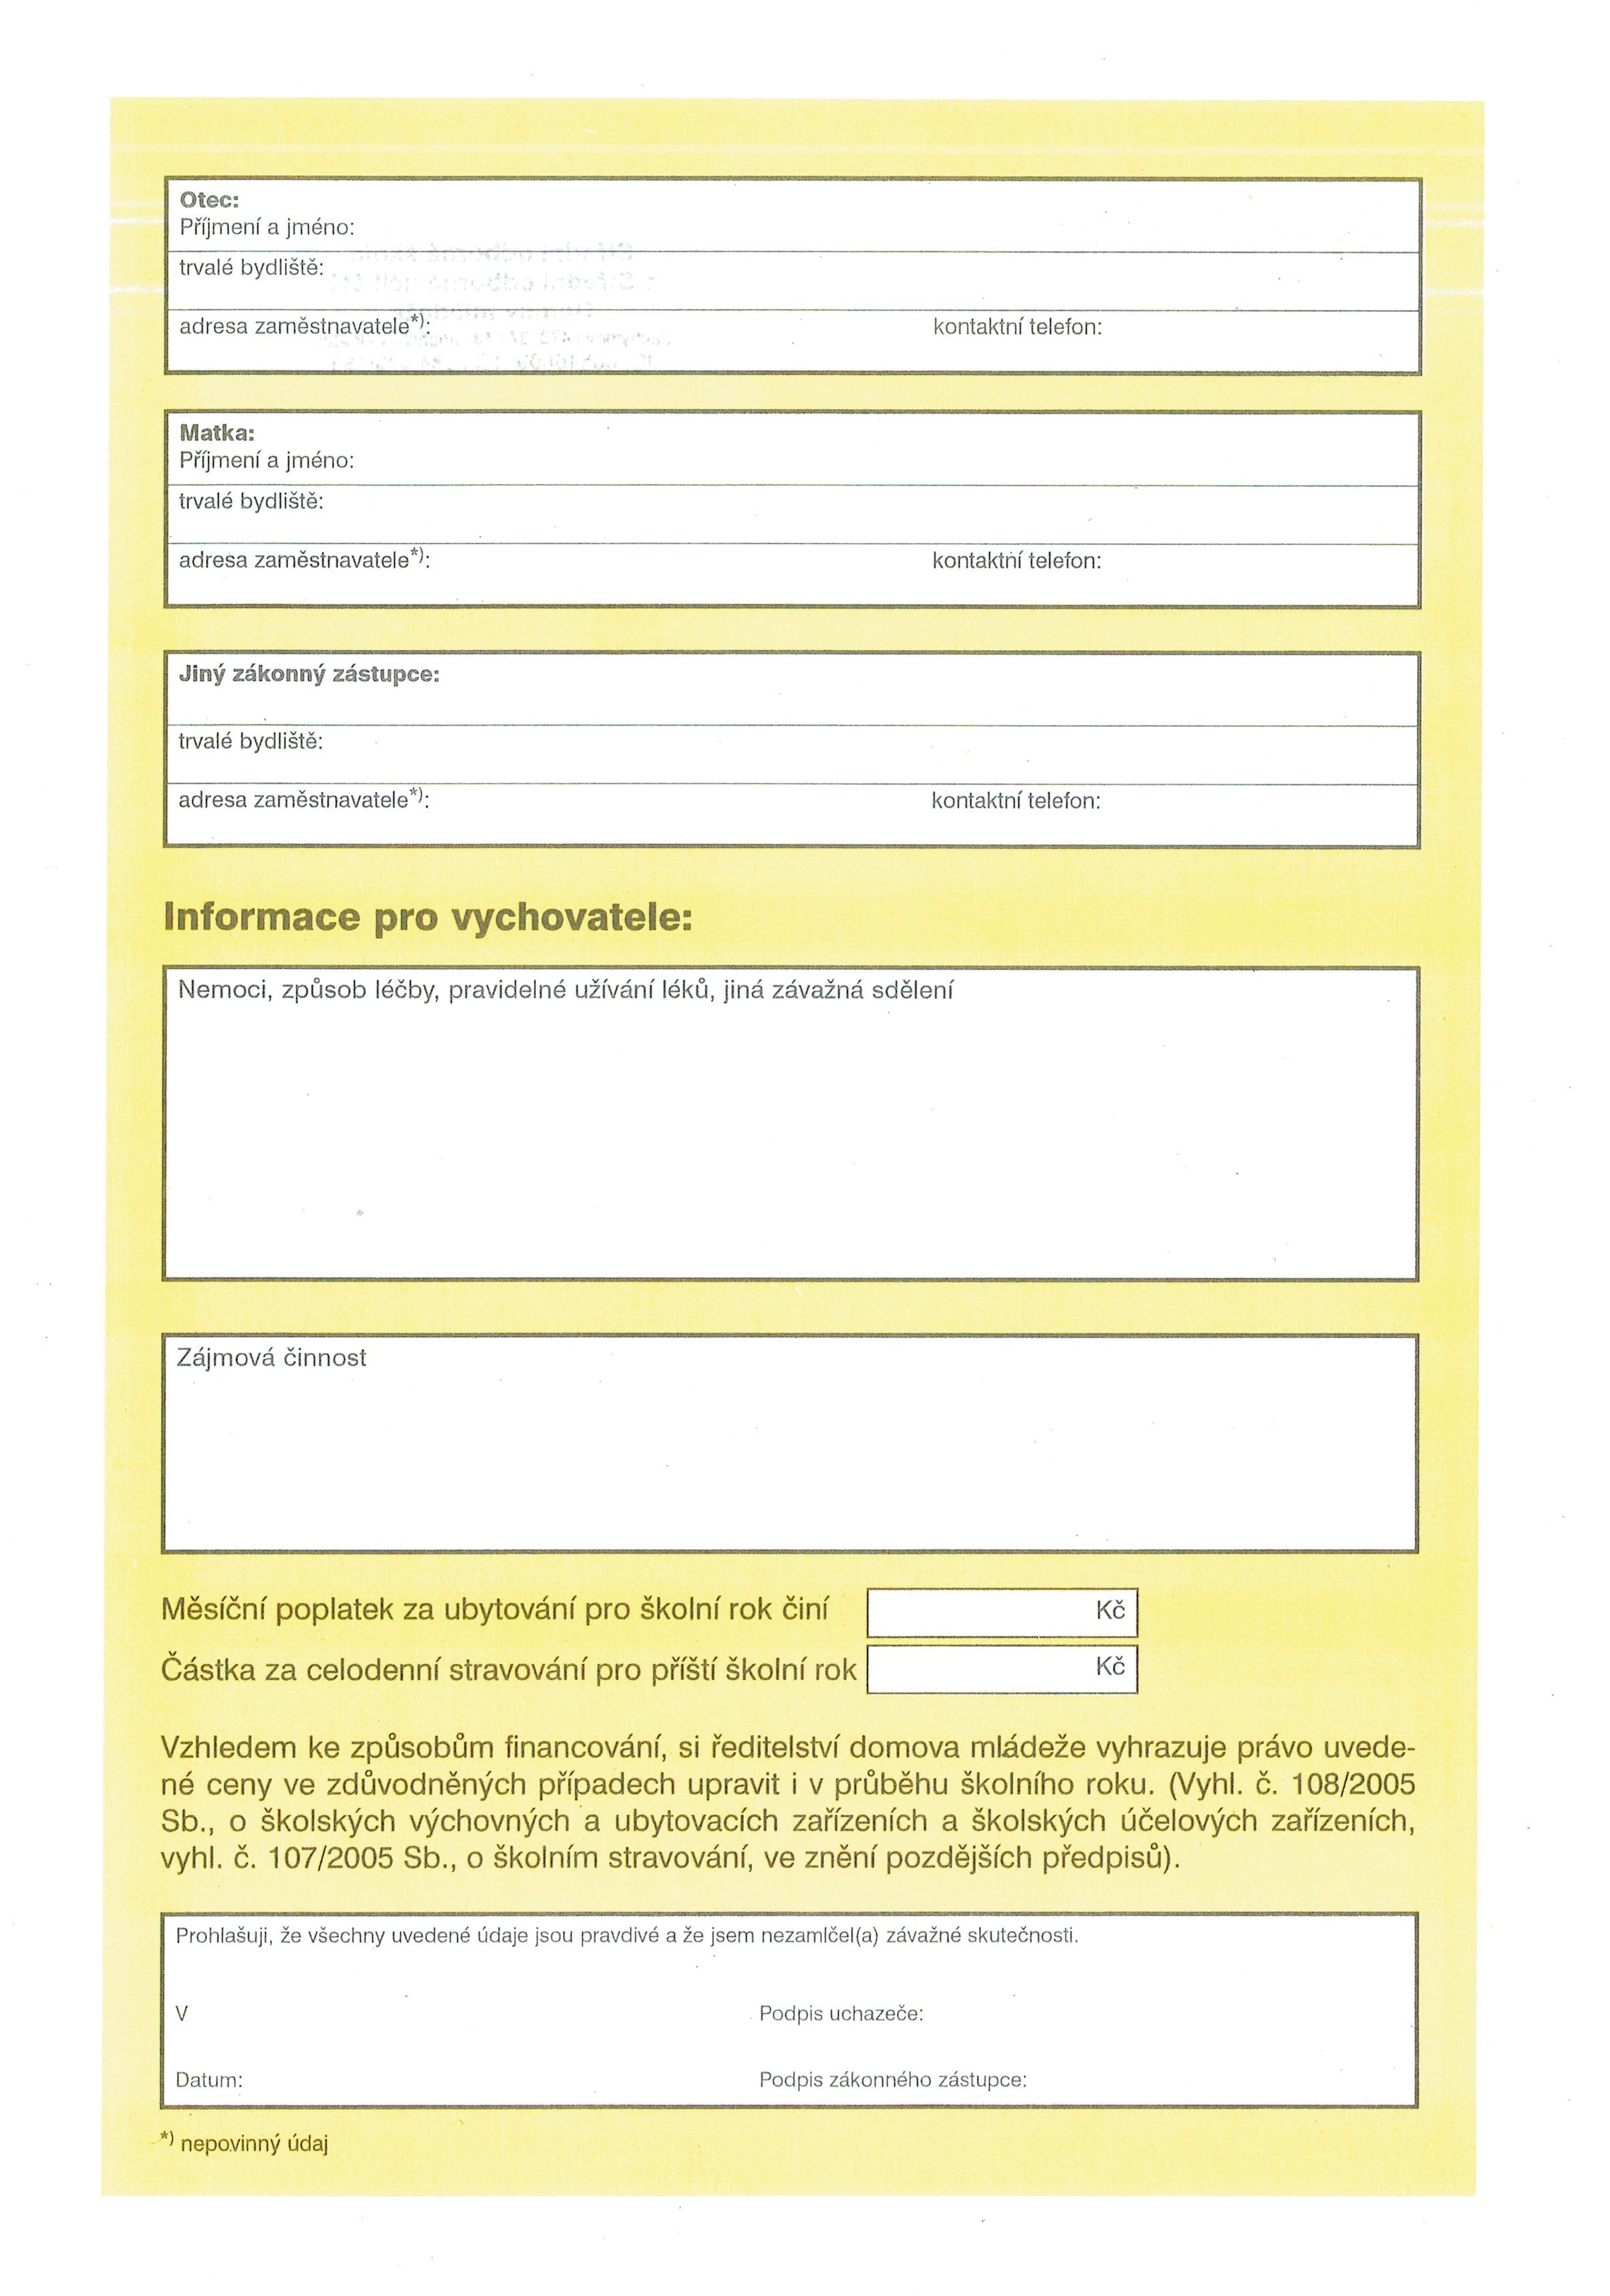 Otec:
Příjmení a jméno:
trvalé bydliště:
adresa zaměstnavatele*):	kontaktní telefon:
Matka:
Příjmení a jméno:
trvalé bydliště:
adresa zaměstnavatele*):	kontaktní telefon:
Jiný zákonný zástupce:
trvalé bydliště:
adresa zaměstnavatele*):	kontaktní telefon:
Informace pro vychovatele:
Nemoci, způsob léčby, pravidelné užívání léků, jiná závažná sdělení
Zájmová činnost
Měsíční poplatek za ubytování pro školní rok činí	Kč
Částka za celodenní stravování pro příští školní rok	Kč
Vzhledem ke způsobům financování, si ředitelství domova mládeže vyhrazuje právo uvede-
né ceny ve zdůvodněných případech upravit i v průběhu školního roku. (Vyhl. č. 108/2005
Sb., o školských výchovných a ubytovacích zařízeních a školských účelových zařízeních,
vyhl. č. 107/2005 Sb., o školním stravování, ve znění pozdějších předpisů).
Prohlašuji, že všechny uvedené údaje jsou pravdivé a že jsem nezamlčel(a) závažné skutečnosti.
V	Podpis uchazeče:
Datum:	Podpis zákonného zástupce:
*) nepovinný údaj